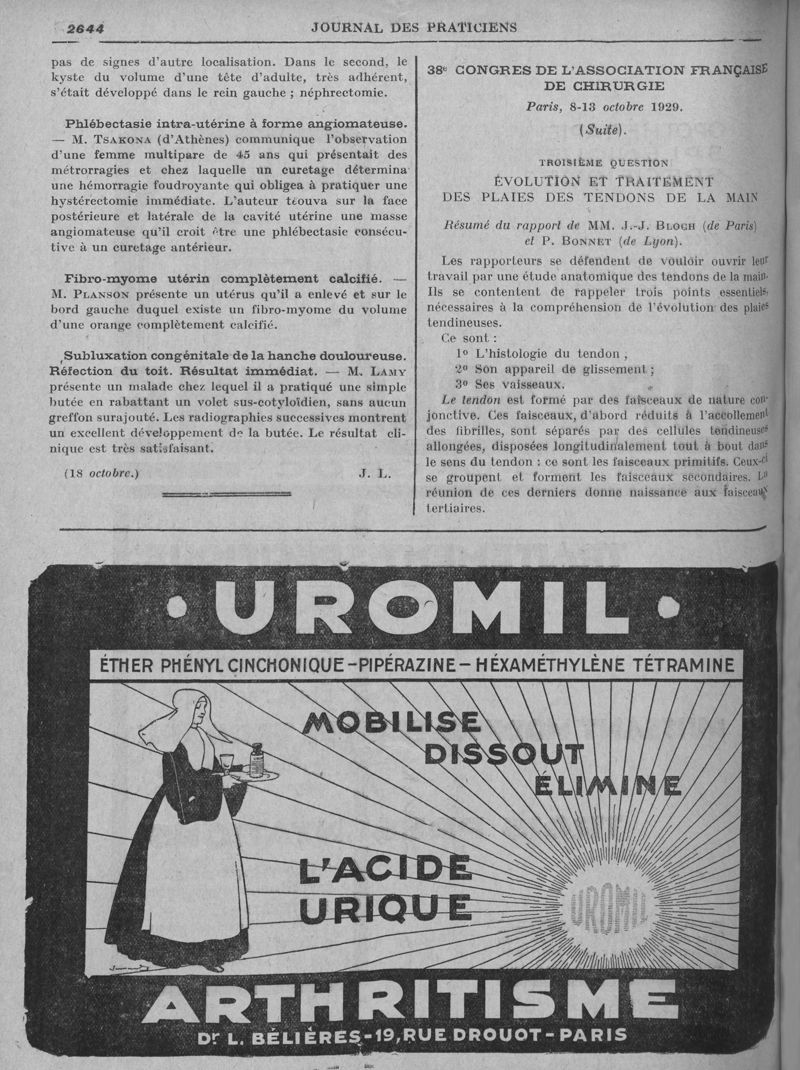 2644
JOURNAL DES PRATICIENS
pas de signes d'autre localisation. Dans le second, le
kyste du volume d'une tête d'adulte, très adhérent,
s'était développé dans le rein gauche ; néphrectomie.
Phlébectasie intra-utérine à forme angiomateuse.
— M. TSAKONA (d'Athènes) communique l'observation
d'une femme multipare de 45 ans qui présentait des
métrorragies et chez laquelle un curetage détermina
une hémorragie foudroyante qui obligea à pratiquer une
hystérectomie immédiate. L'auteur trouva sur la face
postérieure et latérale de la cavité utérine une masse
angiomateuse qu'il croit être une phlébectasie consécu-
tive à un curetage antérieur.
Fibro-myome utérin complètement calcifié. —
M. PLANSON présente un utérus qu'il a enlevé et sur le
bord gauche duquel existe un fibro-myome du volume
d'une orange complètement calcifié.
Subluxation congénitale de la hanche douloureuse.
Réfection du toit. Résultat immédiat. — M. LAMY
présente un malade chez lequel il a pratiqué une simple
butée en rabattant un volet sus-cotyloïdien, sans aucun
greffon surajouté. Les radiographies successives montrent
un excellent développement de la butée. Le résultat cli-
nique est très satisfaisant.
(18 octobre.) J. L.
38e CONGRES DE L'ASSOCIATION FRANÇAISE
DE CHIRURGIE
Paris, 8-13 octobre 1929.
(Suite).
TROISIÈME QUESTION
ÉVOLUTION ET TRAITEMENT
DES PLAIES DES TENDONS DE LA MAIN
Résumé du rapport de MM. J.-J. BLOCH (de Paris)
et P. BONNET (de Lyon).
Les rapporteurs se défendent de vouloir ouvrir leur
travail par une étude anatomique des tendons de la main.
Ils se contentent de rappeler trois points essentiels,
nécessaires à la compréhension de l'évolution des plaies
tendineuses.
Ce sont :
1o L'histologie du tendon ,
2o Son appareil de glissement ;
3o Ses vaisseaux.
Le tendon est formé par des faisceaux de nature con-
jonctive. Ces faisceaux, d'abord réduits à l'accollement
des fibrilles, sont séparés par des cellules tendineuses
allongées, disposées longitudinalement tout à bout dans
le sens du tendon : ce sont les faisceaux primitifs. Ceux-ci
se groupent et forment les faisceaux secondaires. La
réunion de ces derniers donne naissance aux faisceaux
tertiaires.
• UROMIL •
ÉTHER PHÉNYL CINCHONIQUE - PIPÉRAZINE - HÉXAMÉTHYLÈNE TÉTRAMINE
MOBILISE
DISSOUT
ÉLIMINE
L'ACIDE
URIQUE
UROMIL
ARTHRITISME
Dr L. BÉLIÈRES - 19, RUE DROUOT - PARIS